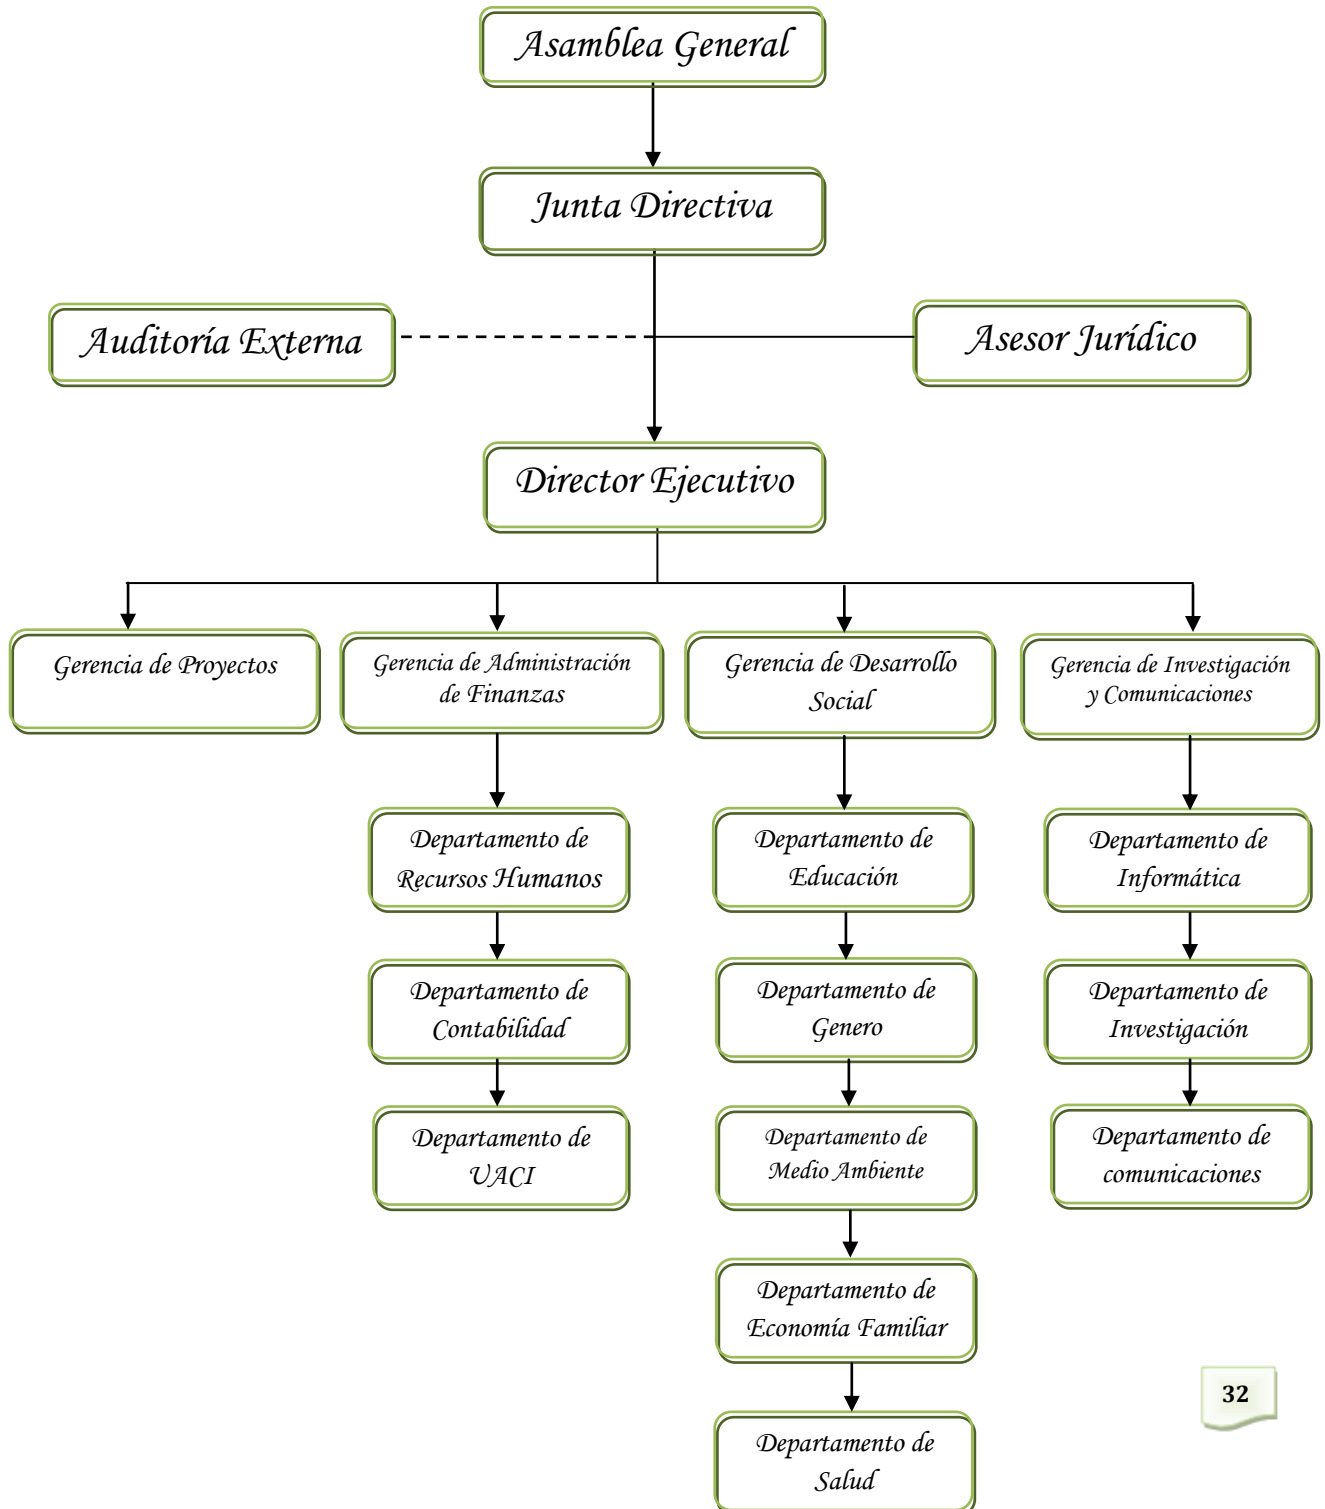 Asamblea General
Junta Directiva
Auditoría Externa
Asesor Jurídico
Director Ejecutivo
Gerencia de Proyectos
Gerencia de Administración
de Finanzas
Gerencia de Desarrollo
Social
Gerencia de Investigación
y Comunicaciones
Departamento de
Recursos Humanos
Departamento de
Educación
Departamento de
Informática
Departamento de
Contabilidad
Departamento de
Genero
Departamento de
Investigación
Departamento de
UACI
Departamento de
Medio Ambiente
Departamento de
comunicaciones
Departamento de
Economía Familiar
32
Departamento de
Salud